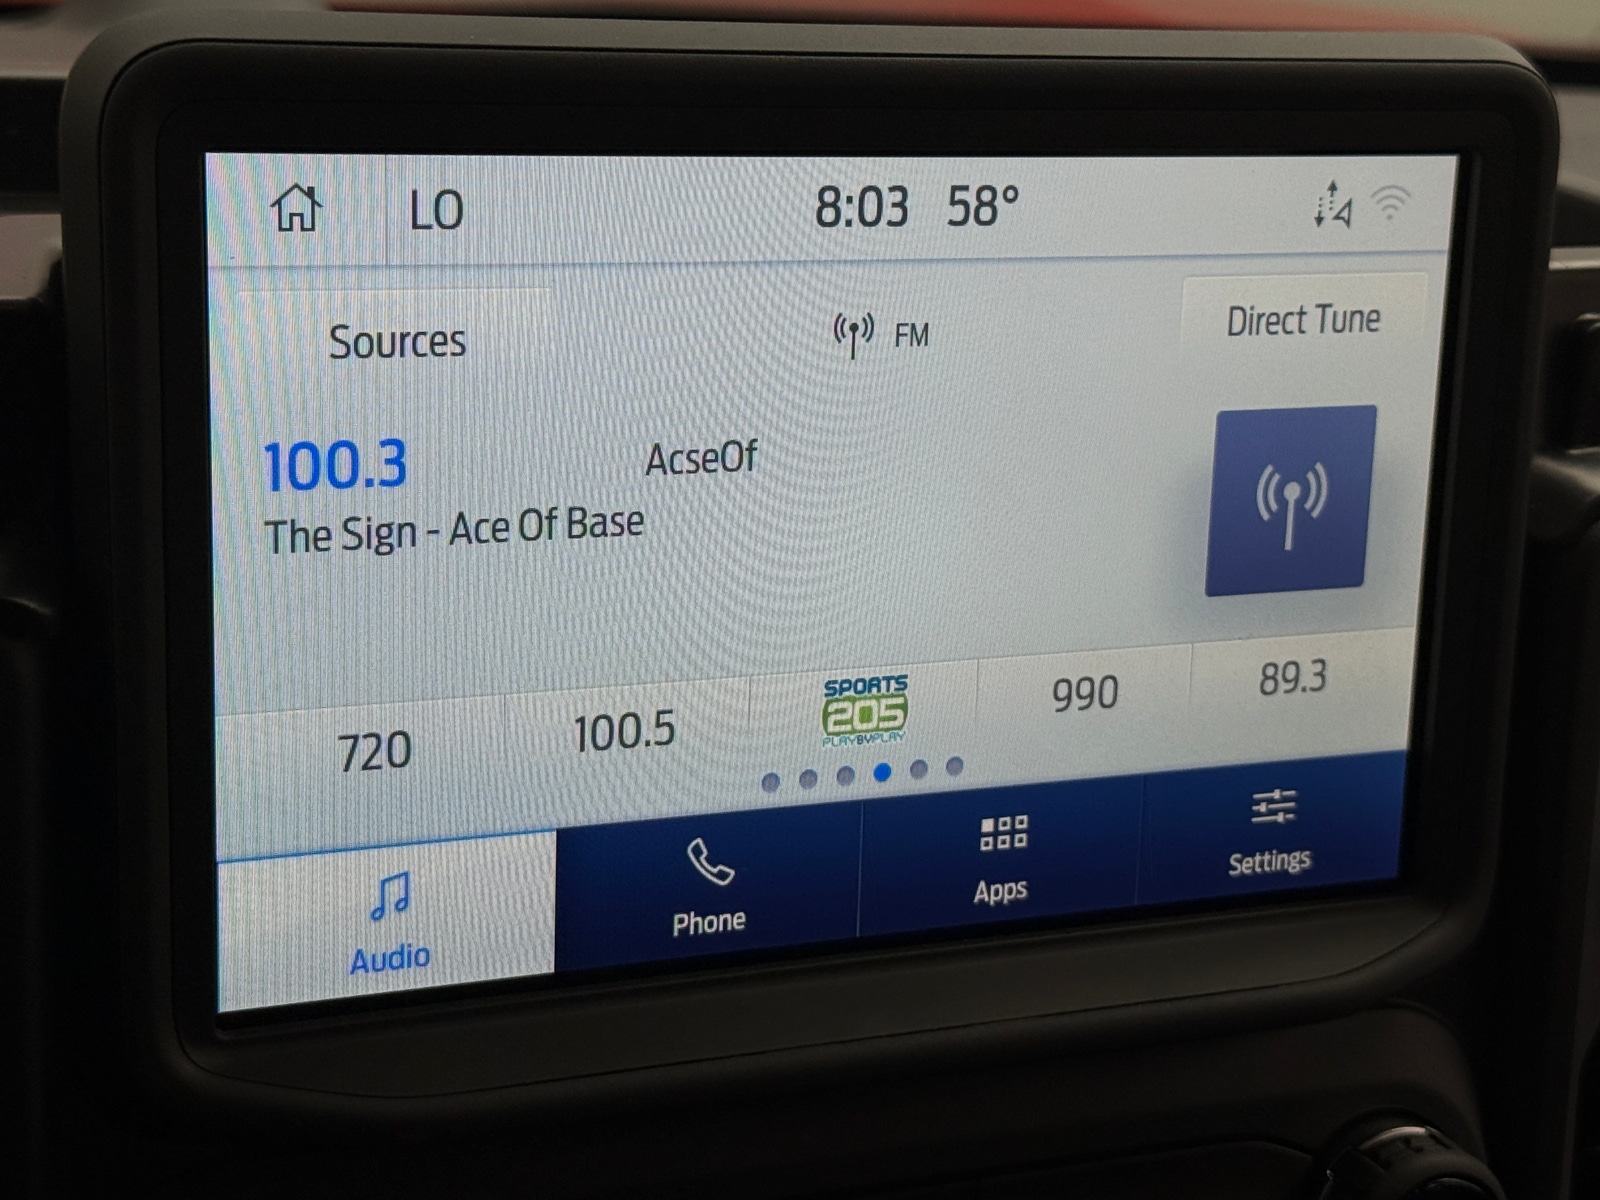 LO 8:03 58°
Sources FM Direct Tune
100.3 AcseOf
The Sign - Ace Of Base
720 100.5 SPORTS 205 PLAYBYPLAY 990 89.3
Audio Phone Apps Settings